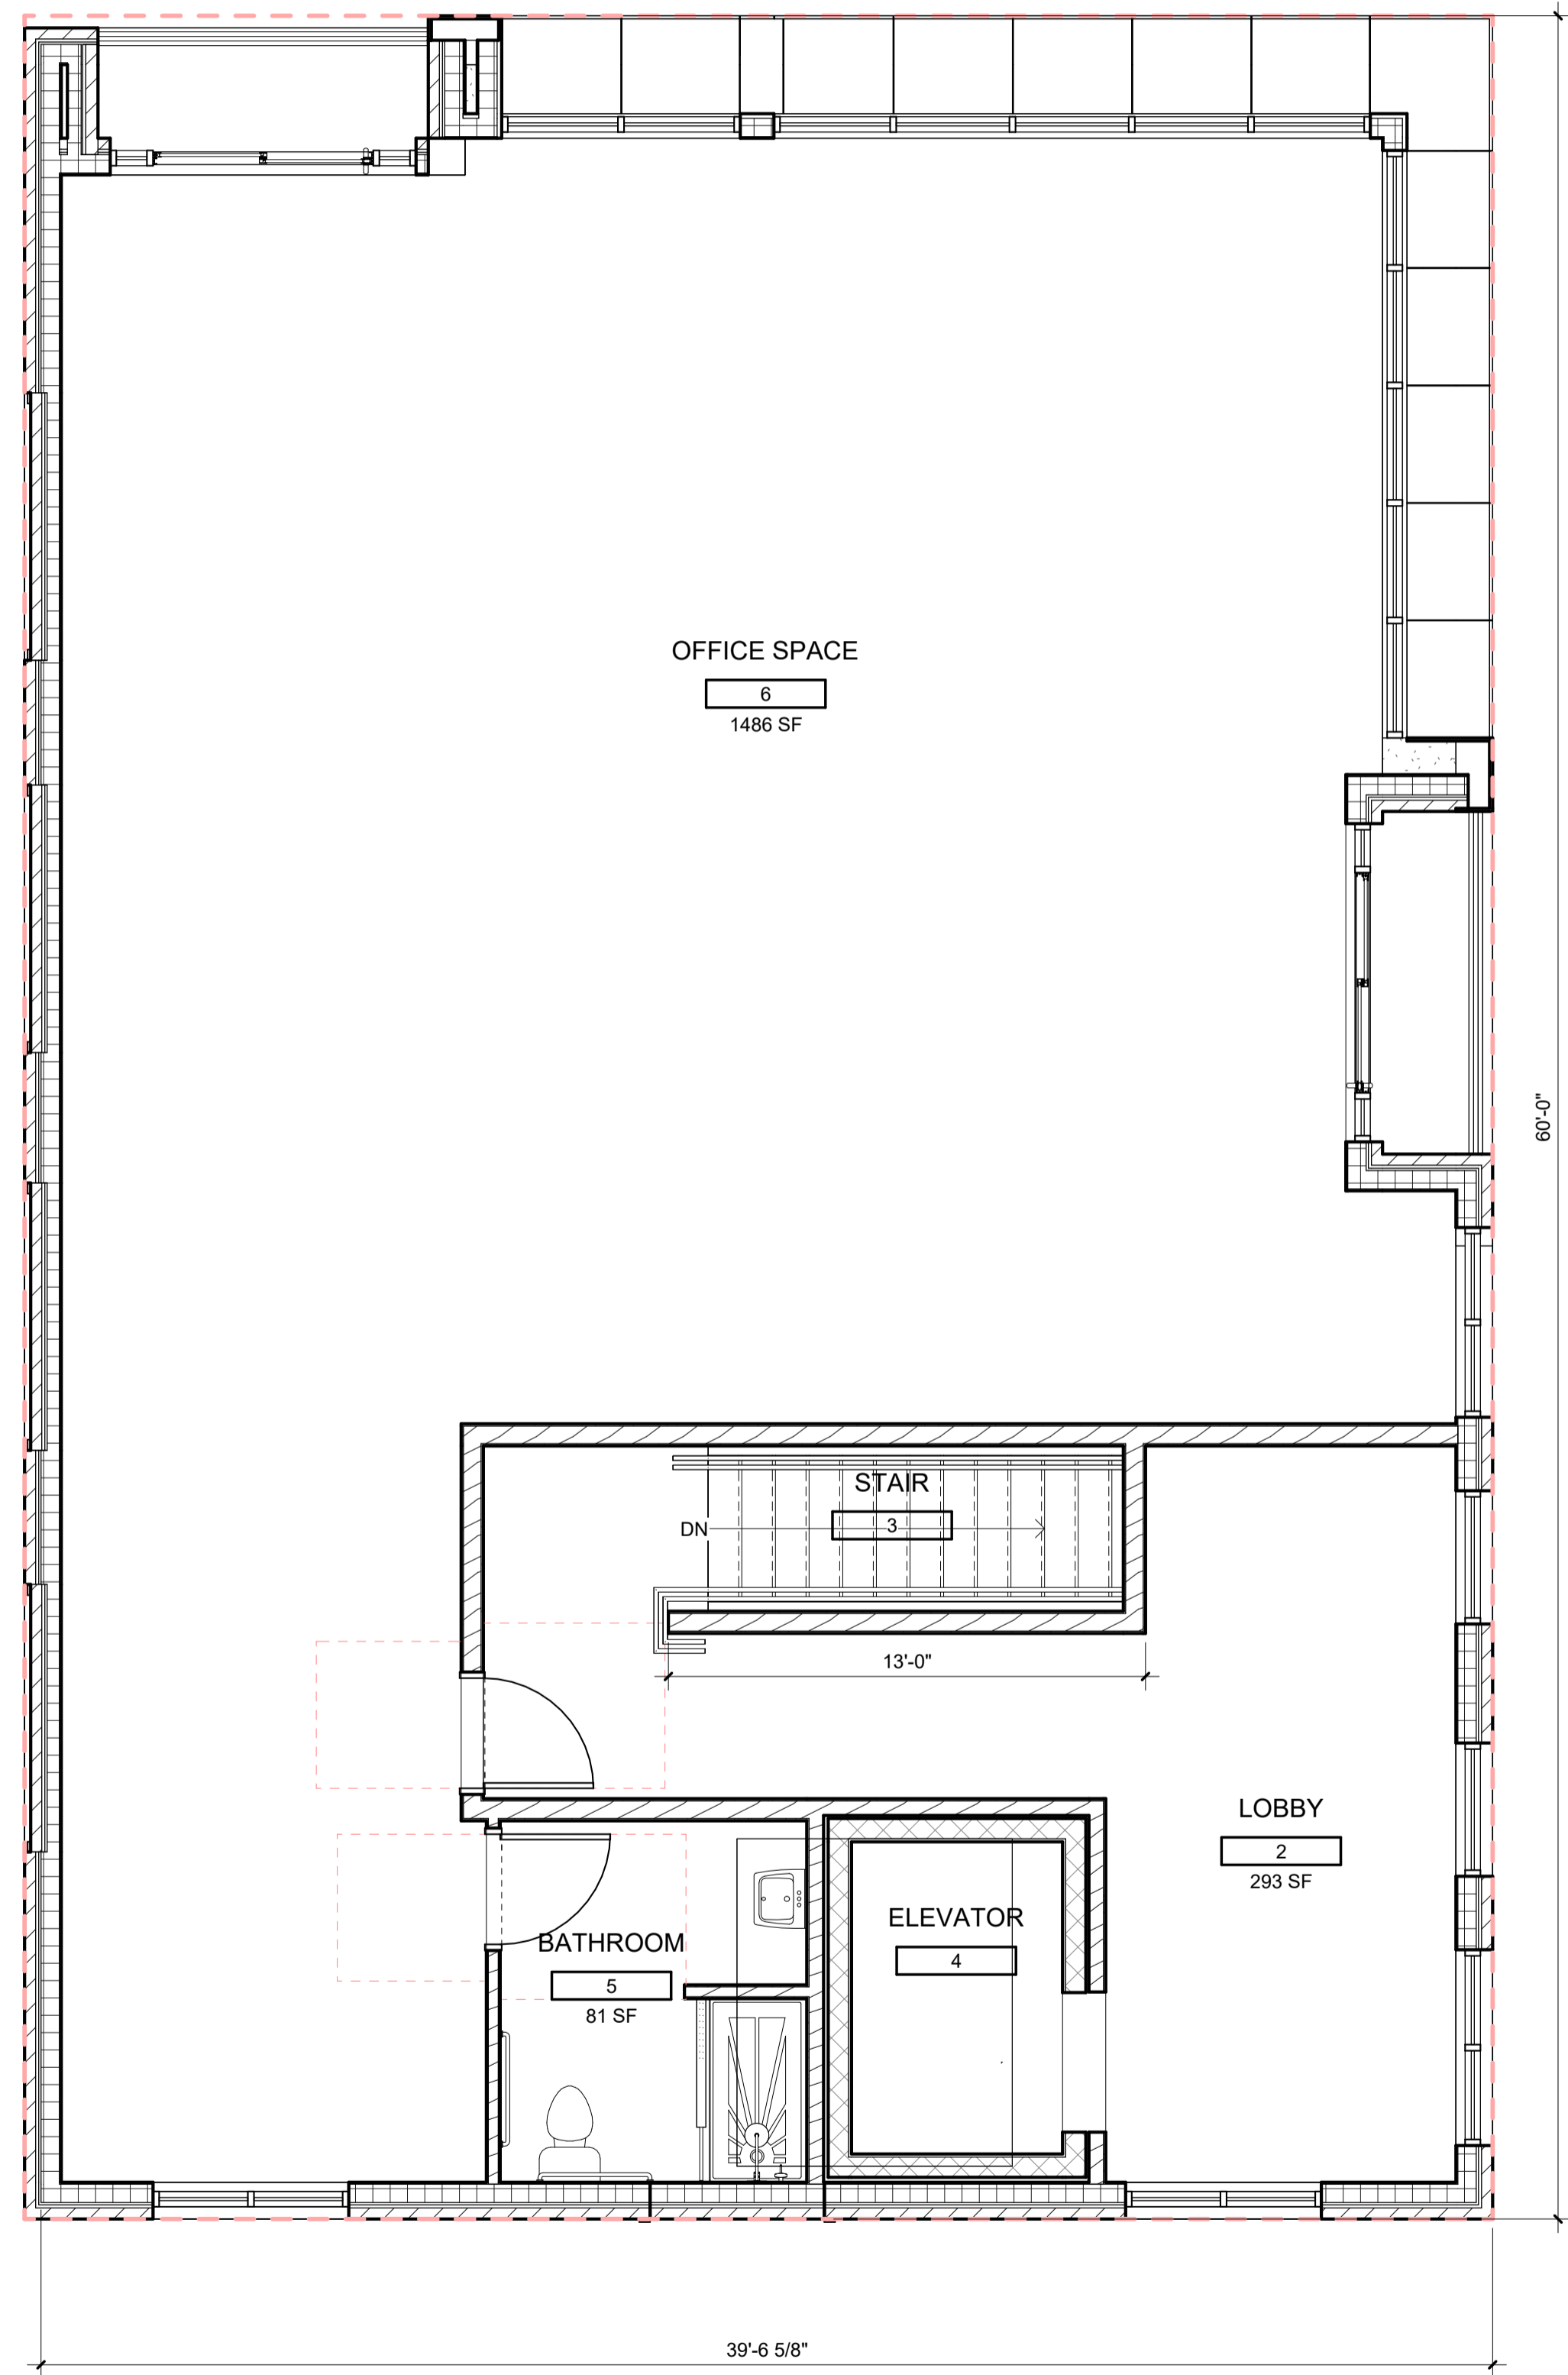 OFFICE SPACE
6
1486 SF
60'-0"
STAIR
3
DN
13'-0"
LOBBY
2
293 SF
ELEVATOR
4
BATHROOM
5
81 SF
39'-6 5/8"